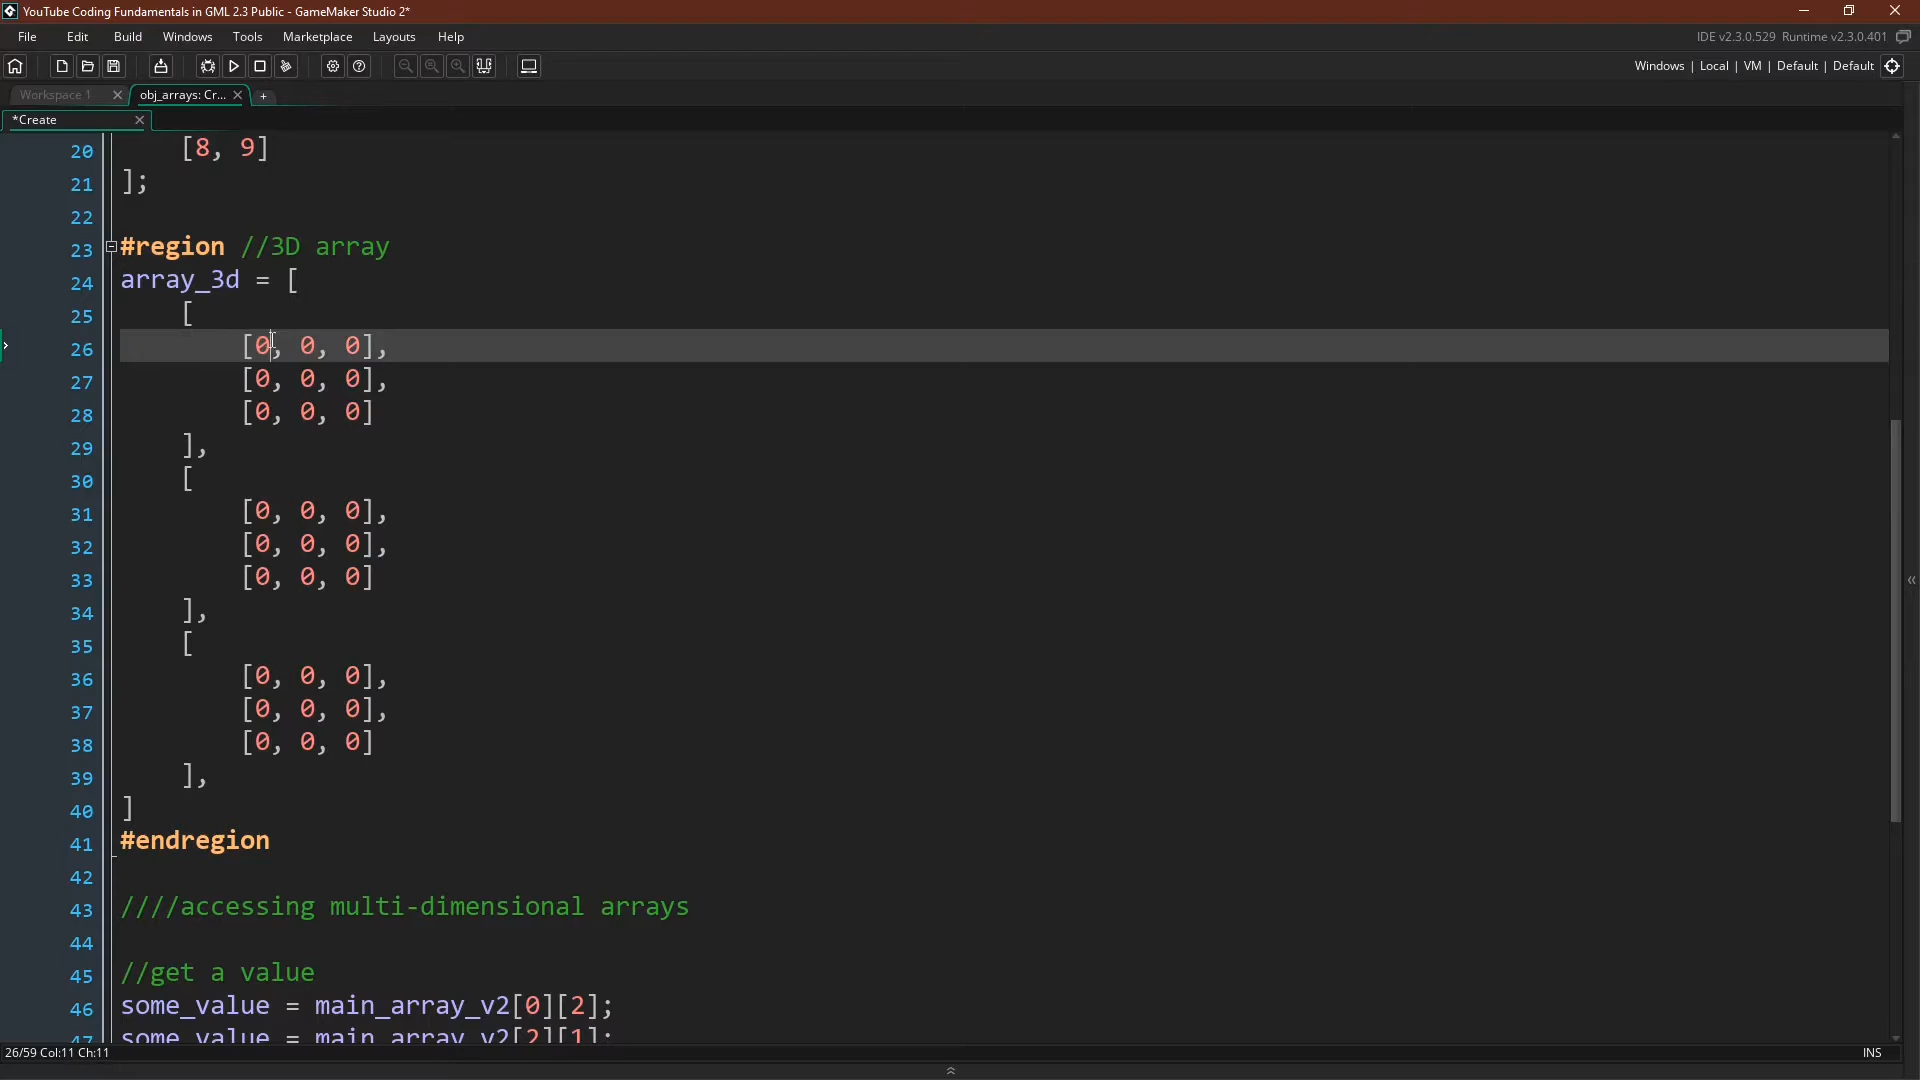 YouTube Coding Fundamentals in GML 2.3 Public - GameMaker Studio 2*
File Edit Build Windows Tools Marketplace Layouts Help
IDE v2.3.0.529 Runtime v2.3.0.401
Windows | Local | VM | Default | Default
Workspace 1 obj_arrays: Cr...
*Create
20 [8, 9]
21 ];
22
23 #region //3D array
24 array_3d = [
25 [
26 [0, 0, 0],
27 [0, 0, 0],
28 [0, 0, 0]
29 ],
30 [
31 [0, 0, 0],
32 [0, 0, 0],
33 [0, 0, 0]
34 ],
35 [
36 [0, 0, 0],
37 [0, 0, 0],
38 [0, 0, 0]
39 ],
40 ]
41 #endregion
42
43 ////accessing multi-dimensional arrays
44
45 //get a value
46 some_value = main_array_v2[0][2];
47 some_value = main_array_v2[2][1];
26/59 Col:11 Ch:11
INS